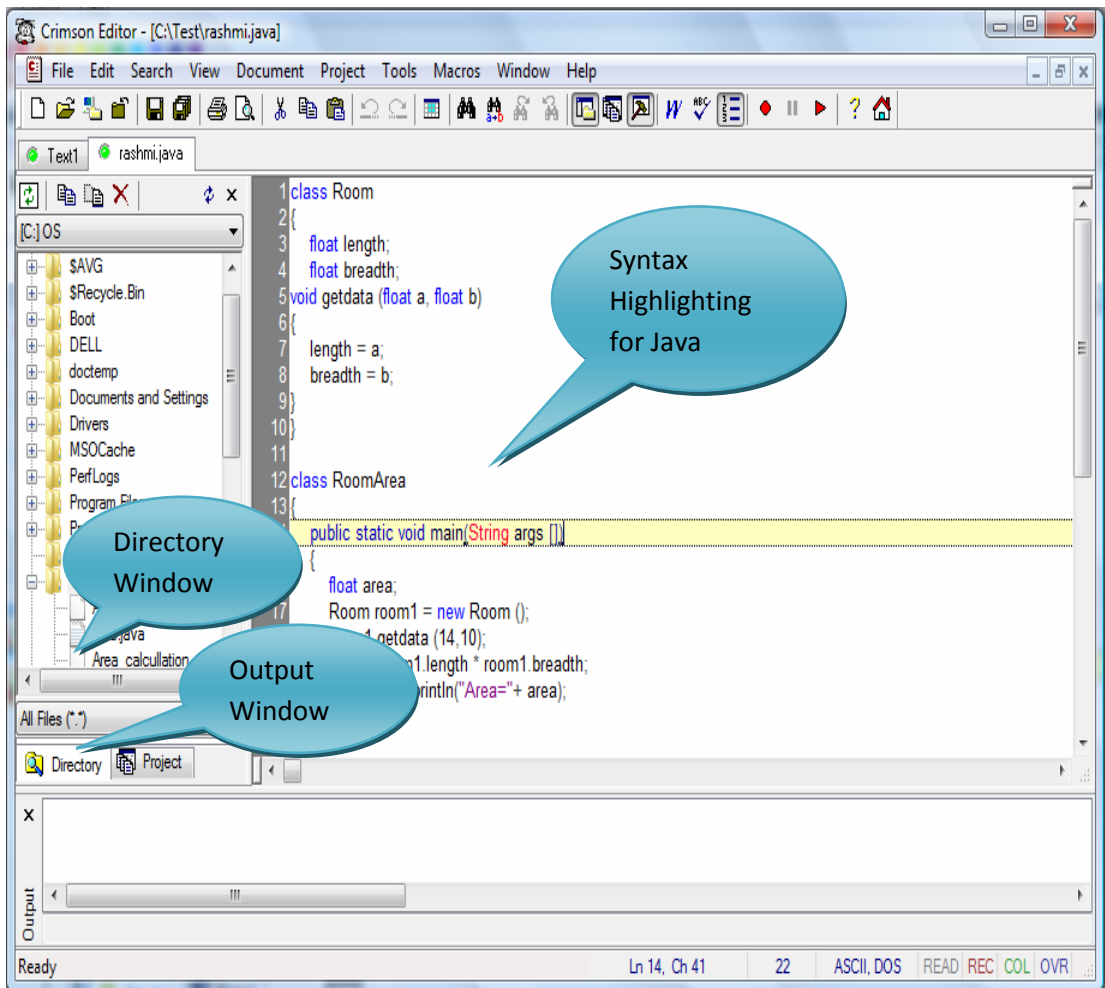 Crimson Editor - [C:\Test\rashmi.java]
File Edit Search View Document Project Tools Macros Window Help
Text1 rashmi.java
[C:] OS
$AVG
$Recycle.Bin
Boot
DELL
doctemp
Documents and Settings
Drivers
MSOCache
PerfLogs
Program
Area_calcullation
All Files (*.*)
Directory Project
1 class Room
2 {
3 float length;
4 float breadth;
5 void getdata (float a, float b)
6 {
7 length = a;
8 breadth = b;
9 }
10 }
11
12 class RoomArea
13 {
public static void main(String args [])
{
float area;
17 Room room1 = new Room ();
getdata (14,10);
.length * room1.breadth;
println("Area="+ area);
Syntax
Highlighting
for Java
Directory
Window
Output
Window
x
Output
Ready Ln 14, Ch 41 22 ASCII, DOS READ REC COL OVR